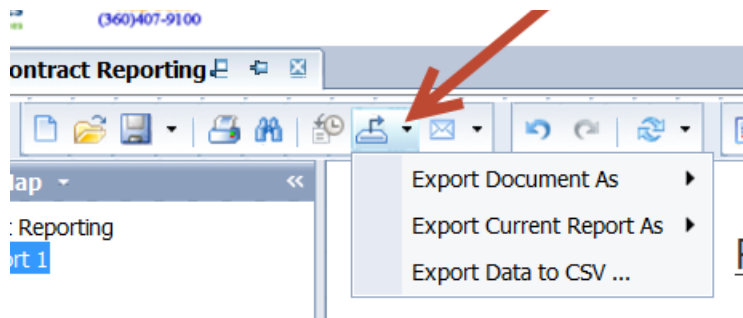 (360)407-9100
ontract Reporting
Map
Export Document As
: Reporting
Export Current Report As
ort 1
Export Data to CSV ...